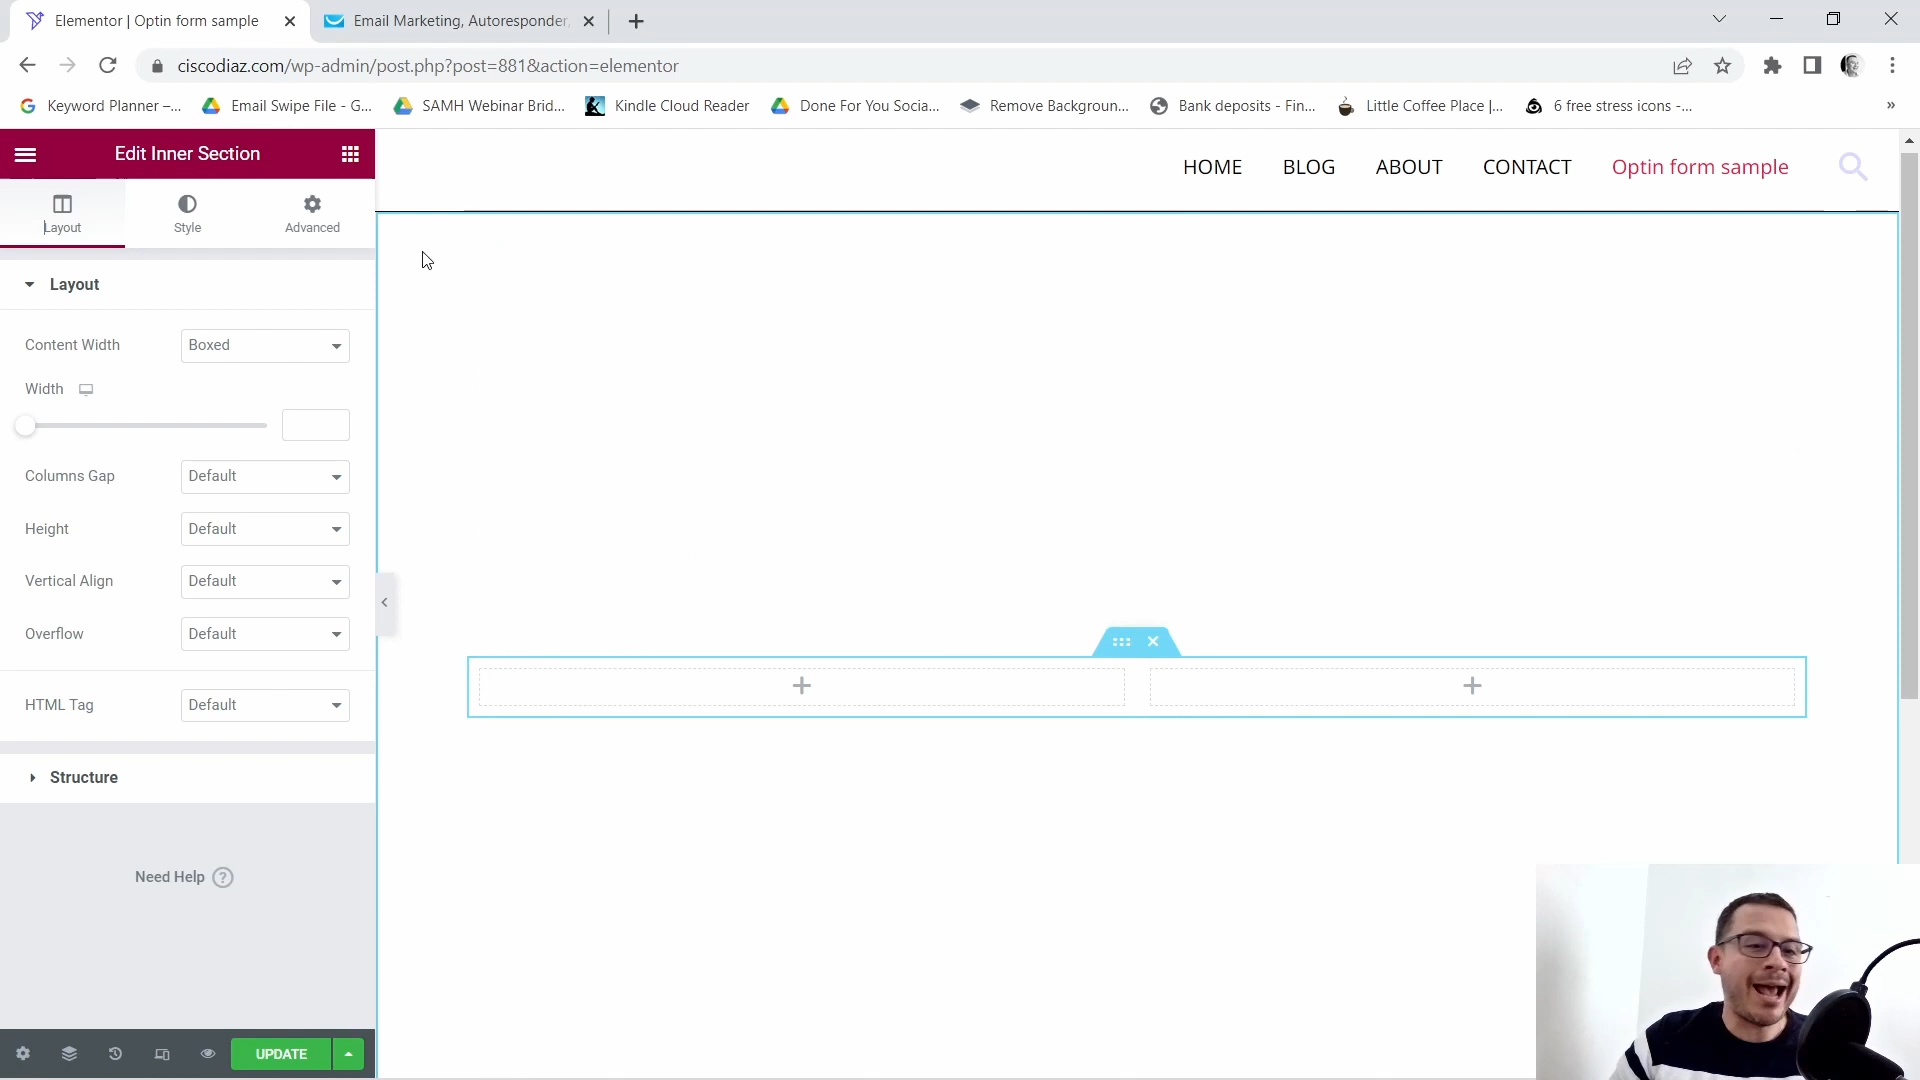 Elementor | Optin form sample
Email Marketing, Autoresponder,
ciscodiaz.com/wp-admin/post.php?post=881&action=elementor
Keyword Planner –...
Email Swipe File - G...
SAMH Webinar Brid...
Kindle Cloud Reader
Done For You Socia...
Remove Backgroun...
Bank deposits - Fin...
Little Coffee Place |...
6 free stress icons -...
Edit Inner Section
HOME
BLOG
ABOUT
CONTACT
Optin form sample
Layout
Style
Advanced
Layout
Content Width
Boxed
Width
Columns Gap
Default
Height
Default
Vertical Align
Default
Overflow
Default
HTML Tag
Default
Structure
Need Help ?
UPDATE